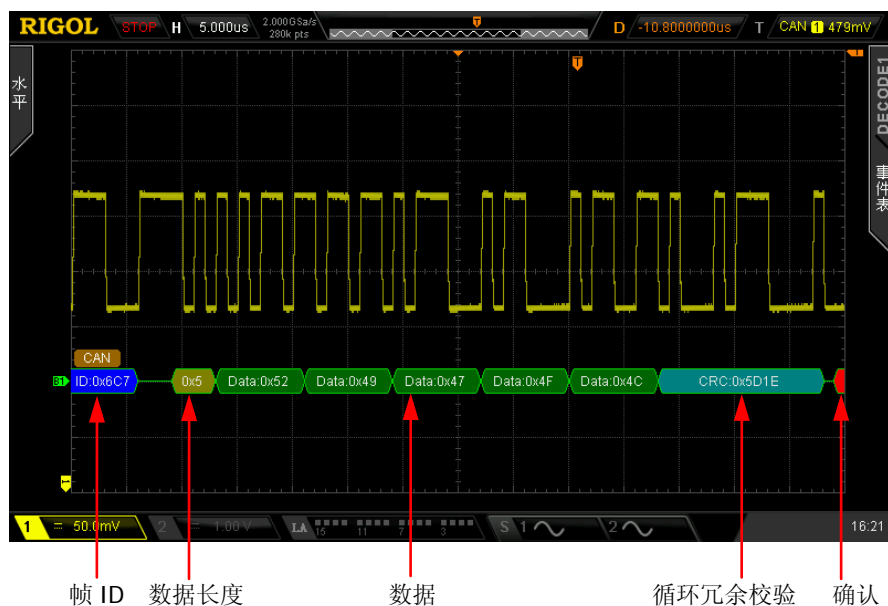 RIGOL STOP H 5.000us 2.000GSa/s 280k pts D -10.8000000us T CAN 1 479mV
水平
DECODE1
事件表
T
T
1
CAN
B1 ID:0x6C7 0x5 Data:0x52 Data:0x49 Data:0x47 Data:0x4F Data:0x4C CRC:0x5D1E
1 = 50.0mV 2 = 1.00 V LA 15 11 7 3 S 1 2 16:21
帧 ID 数据长度 数据 循环冗余校验 确认